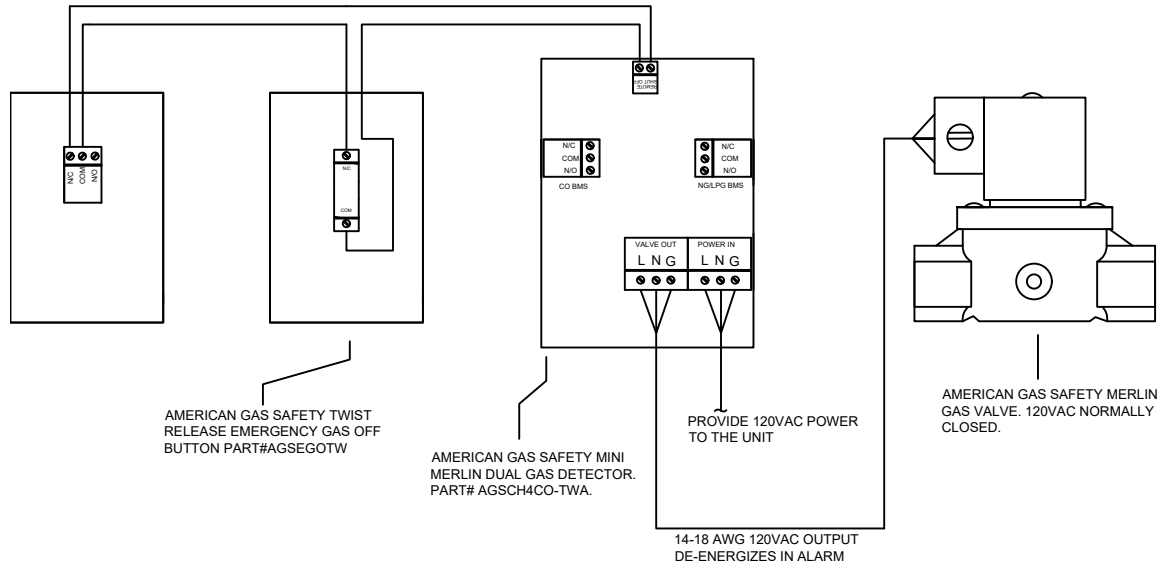 REMOTE
SHUT OFF
N/C
COM
N/O
N/C
COM
N/C
COM
N/O
CO BMS
N/C
COM
N/O
NG/LPG BMS
VALVE OUT
L N G
POWER IN
L N G
AMERICAN GAS SAFETY TWIST
RELEASE EMERGENCY GAS OFF
BUTTON PART#AGSEGOTW
AMERICAN GAS SAFETY MINI
MERLIN DUAL GAS DETECTOR.
PART# AGSCH4CO-TWA.
PROVIDE 120VAC POWER
TO THE UNIT
AMERICAN GAS SAFETY MERLIN
GAS VALVE. 120VAC NORMALLY
CLOSED.
14-18 AWG 120VAC OUTPUT
DE-ENERGIZES IN ALARM